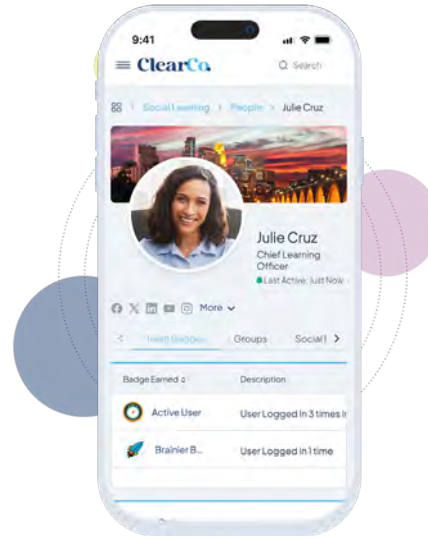 9:41
ClearCo.
Search
Social Learning > People > Julie Cruz
Julie Cruz
Chief Learning
Officer
Last Active: Just Now
More
Groups Social
Badge Earned Description
Active User User Logged In 3 times
Brainier B... User Logged In 1 time